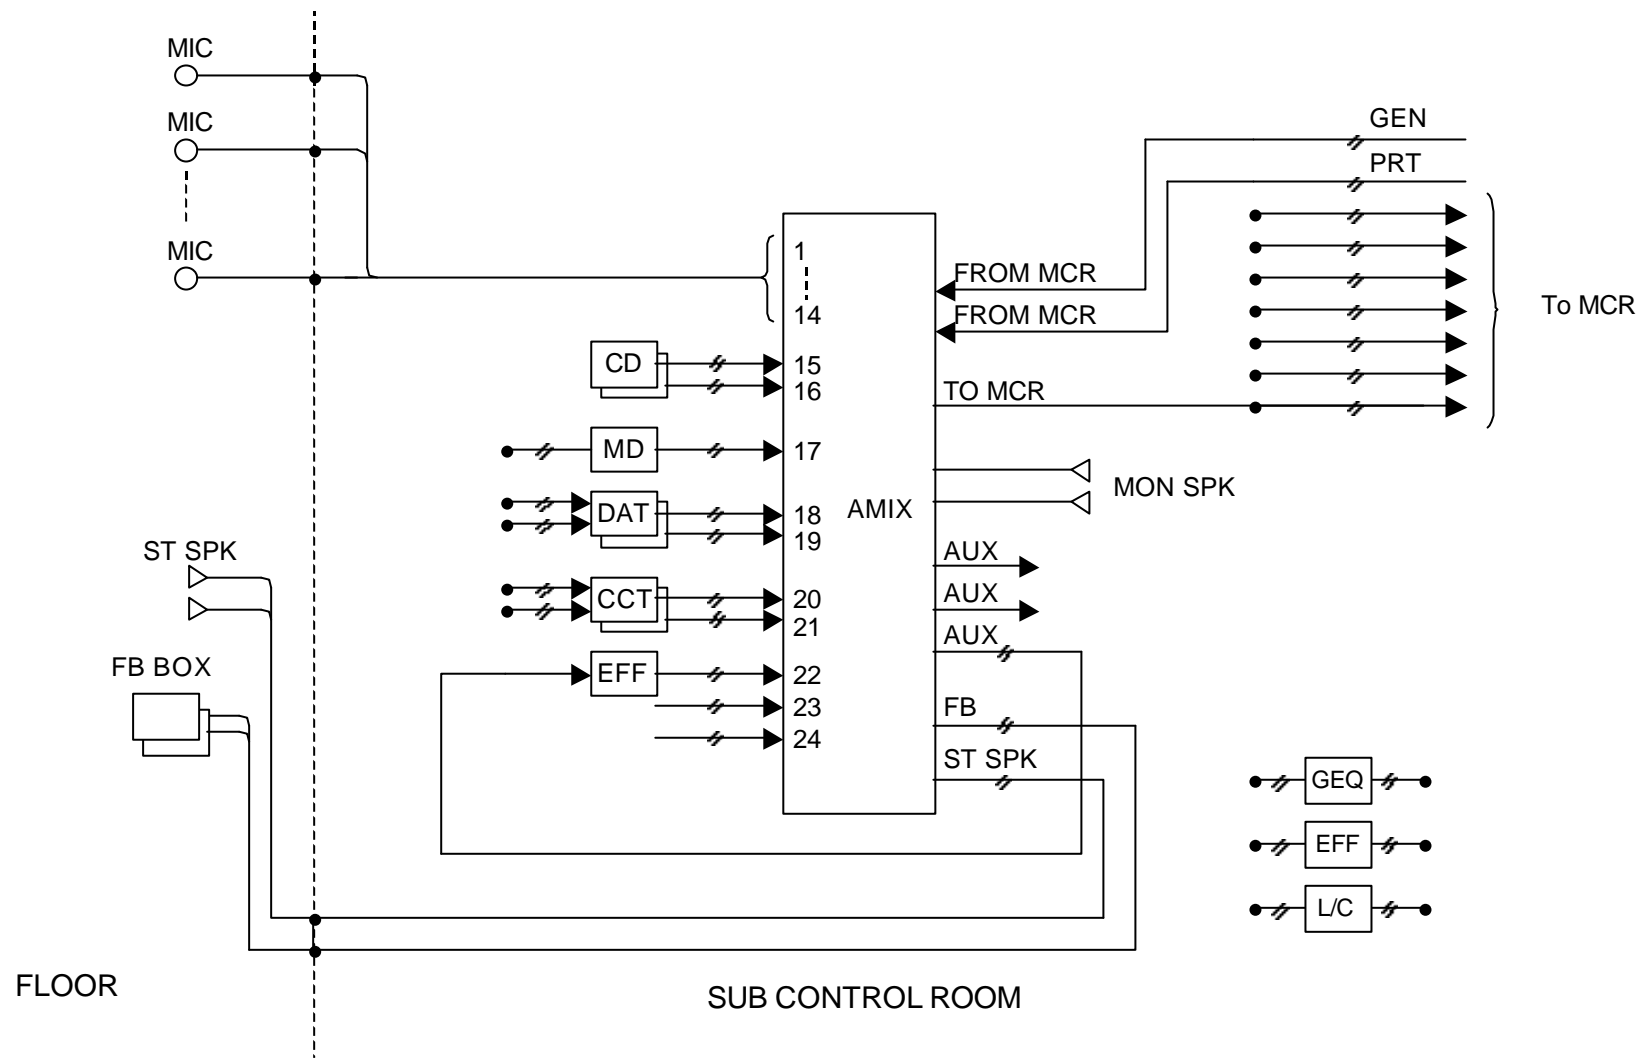 MIC
MIC
MIC
GEN
PRT
To MCR
FROM MCR
FROM MCR
TO MCR
MON SPK
AMIX
1
14
15
16
17
18
19
20
21
22
23
24
CD
MD
DAT
CCT
EFF
AUX
AUX
AUX
FB
ST SPK
ST SPK
FB BOX
GEQ
EFF
L/C
FLOOR
SUB CONTROL ROOM